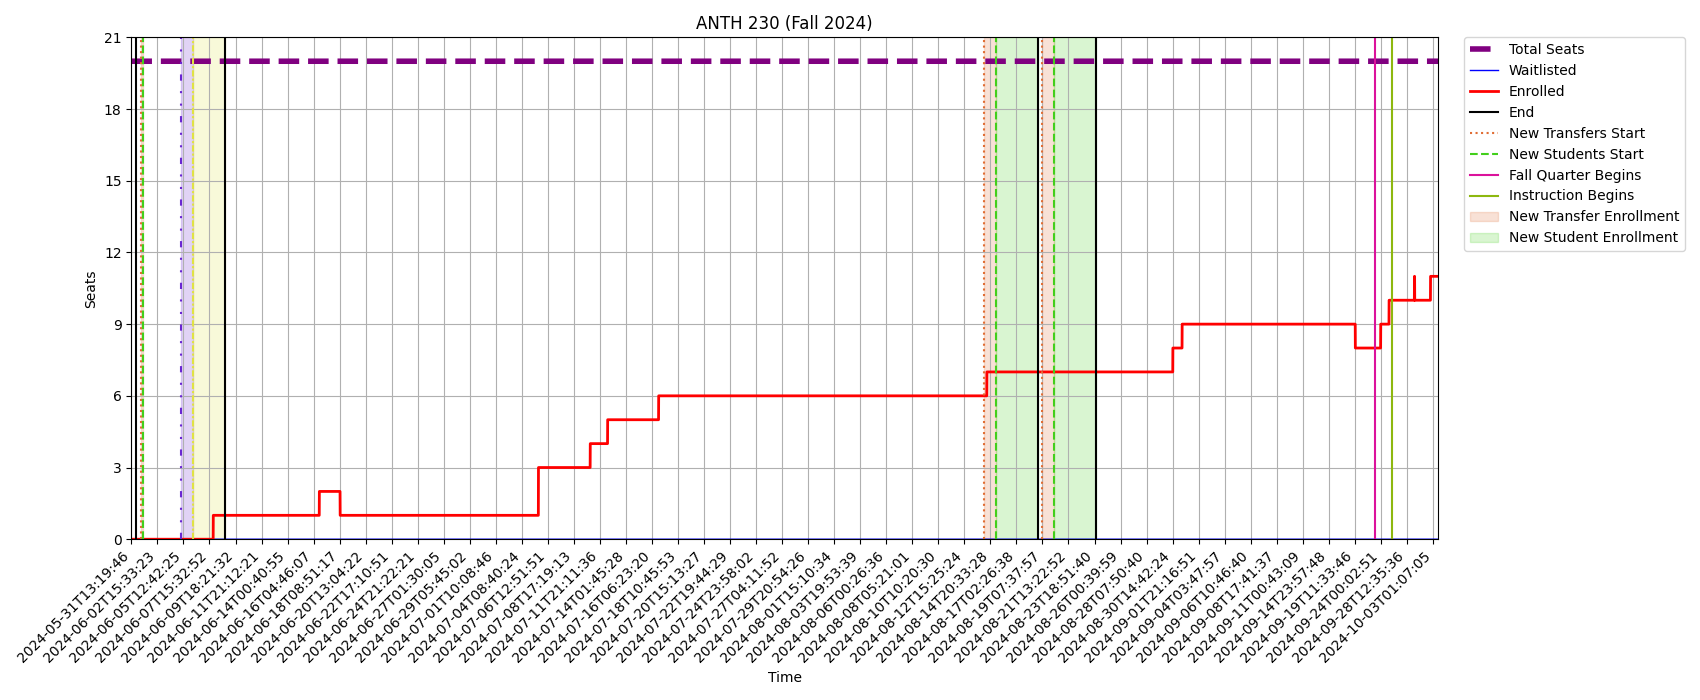 ANTH 230 (Fall 2024)
Seats
21
18
15
12
9
6
3
0
Total Seats
Waitlisted
Enrolled
End
New Transfers Start
New Students Start
Fall Quarter Begins
Instruction Begins
New Transfer Enrollment
New Student Enrollment
2024-05-31T13:19:46
2024-06-02T15:33:23
2024-06-05T12:42:25
2024-06-07T15:32:52
2024-06-09T18:21:32
2024-06-11T21:12:21
2024-06-14T00:40:55
2024-06-16T04:46:07
2024-06-18T08:51:17
2024-06-20T13:04:22
2024-06-22T17:10:51
2024-06-24T21:22:21
2024-06-27T01:30:05
2024-06-29T05:45:02
2024-07-01T10:08:46
2024-07-04T08:40:24
2024-07-06T12:51:51
2024-07-08T17:19:13
2024-07-11T21:11:36
2024-07-14T01:45:28
2024-07-16T06:23:20
2024-07-18T10:45:53
2024-07-20T15:13:27
2024-07-22T19:44:29
2024-07-24T23:58:02
2024-07-27T04:11:52
2024-07-29T20:54:26
2024-08-01T15:10:34
2024-08-03T19:53:39
2024-08-06T00:26:36
2024-08-08T05:21:01
2024-08-10T10:20:30
2024-08-12T15:25:24
2024-08-14T20:33:28
2024-08-17T02:26:38
2024-08-19T07:37:57
2024-08-21T13:22:52
2024-08-23T18:51:40
2024-08-26T00:39:59
2024-08-28T07:50:40
2024-08-30T14:42:24
2024-09-01T21:16:51
2024-09-04T03:47:57
2024-09-06T10:46:40
2024-09-08T17:41:37
2024-09-11T00:43:09
2024-09-14T23:57:48
2024-09-19T11:33:46
2024-09-24T00:02:51
2024-09-28T12:35:36
2024-10-03T01:07:05
Time